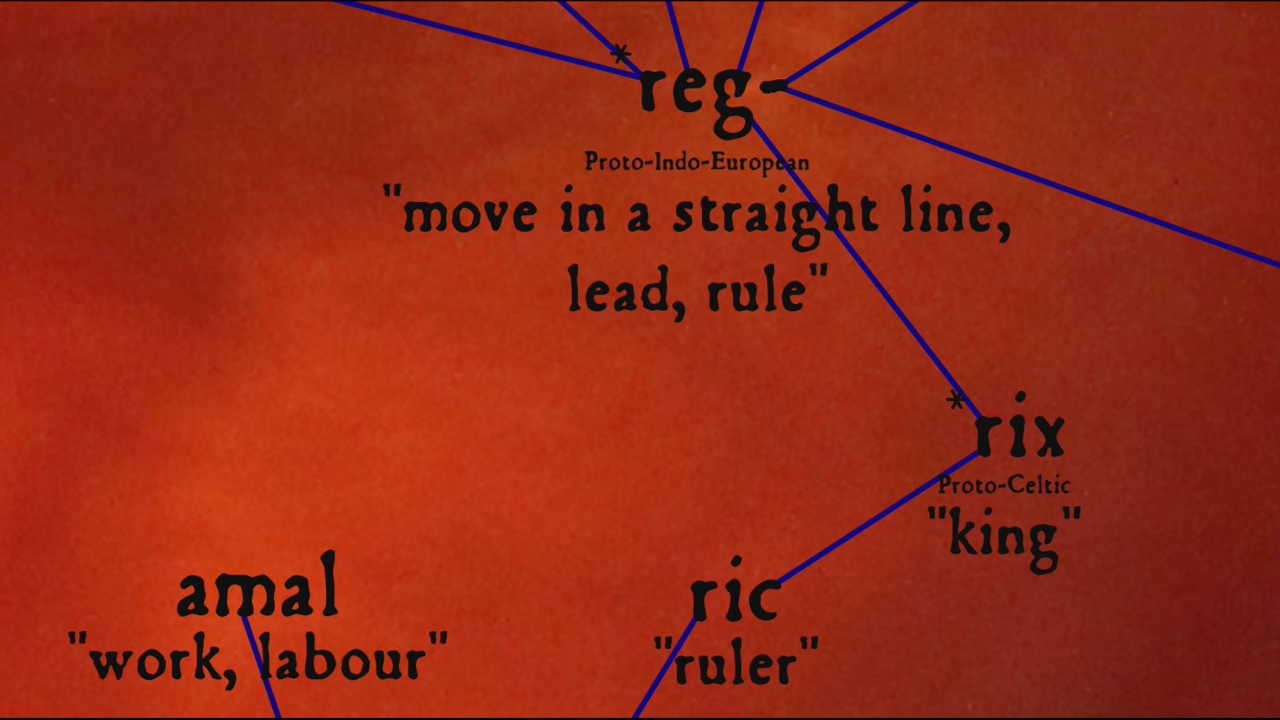 *reg-
Proto-Indo-European
"move in a straight line,
lead, rule"
*rix
Proto-Celtic
"king"
amal
"work, labour"
ric
"ruler"